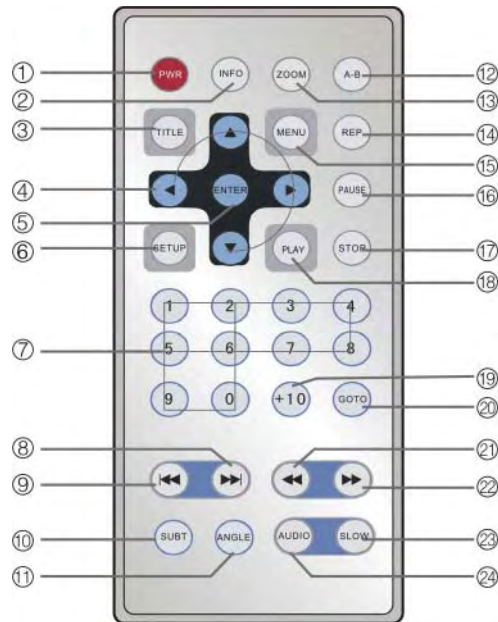 ① PWR INFO ZOOM A-B ⑫
② ⑬
③ TITLE MENU REP ⑭
⑮
④ ENTER PAUSE ⑯
⑤
⑥ SETUP PLAY STOP ⑰
⑱
1 2 3 4
⑦ 5 6 7 8
⑲
9 0 +10 GOTO ⑳
⑧ ㉑
⑨ ㉒
⑩ SUBT ANGLE AUDIO SLOW ㉓
⑪ ㉔